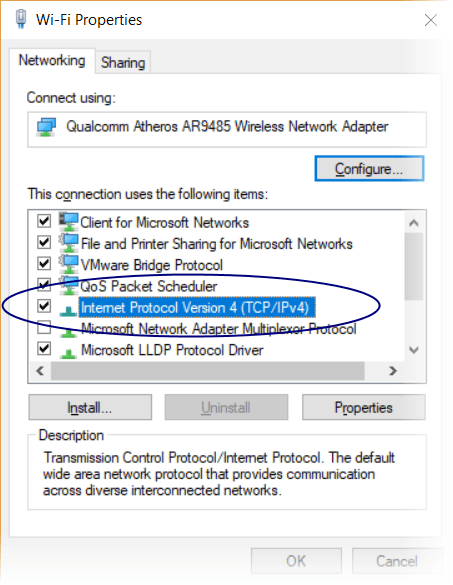 Wi-Fi Properties
Networking
Sharing
Connect using:
Qualcomm Atheros AR9485 Wireless Network Adapter
Configure...
This connection uses the following items:
Client for Microsoft Networks
File and Printer Sharing for Microsoft Networks
VMware Bridge Protocol
QoS Packet Scheduler
Internet Protocol Version 4 (TCP/IPv4)
Microsoft Network Adapter Multiplexor Protocol
Microsoft LLDP Protocol Driver
Install...
Uninstall
Properties
Description
Transmission Control Protocol/Internet Protocol. The default
wide area network protocol that provides communication
across diverse interconnected networks.
OK
Cancel